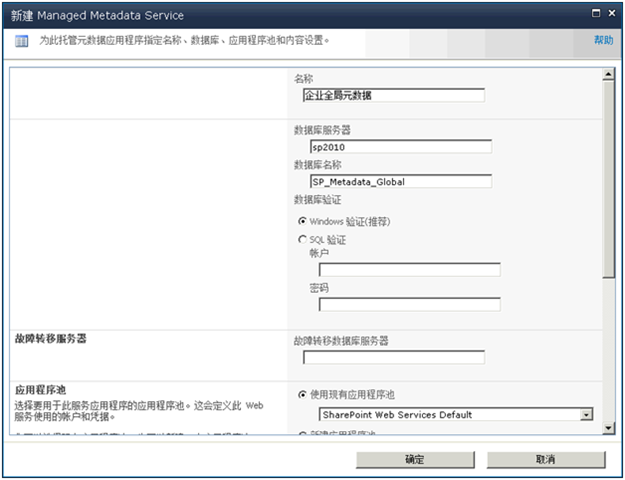 新建 Managed Metadata Service
为此托管元数据应用程序指定名称、数据库、应用程序池和内容设置。
帮助
名称
企业全局元数据
数据库服务器
sp2010
数据库名称
SP_Metadata_Global
数据库验证
Windows 验证(推荐)
SQL 验证
帐户
密码
故障转移服务器
故障转移数据库服务器
应用程序池
选择要用于此服务应用程序的应用程序池。这会定义此 Web
服务使用的帐户和凭据。
使用现有应用程序池
SharePoint Web Services Default
新建应用程序池
确定
取消